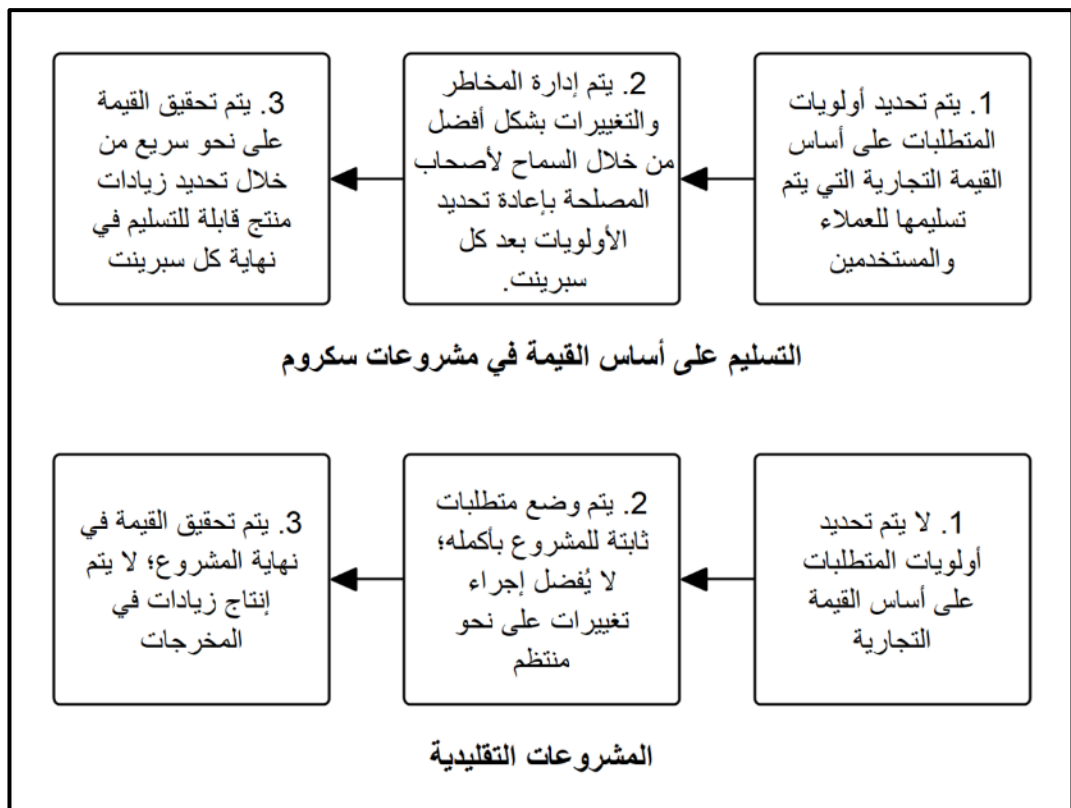 1. يتم تحديد أولويات
المتطلبات على أساس
القيمة التجارية التي يتم
تسليمها للعملاء
والمستخدمين
2. يتم إدارة المخاطر
والتغييرات بشكل أفضل
من خلال السماح لأصحاب
المصلحة بإعادة تحديد
الأولويات بعد كل
سبرينت.
3. يتم تحقيق القيمة
على نحو سريع من
خلال تحديد زيادات
منتج قابلة للتسليم في
نهاية كل سبرينت
التسليم على أساس القيمة في مشروعات سكروم
1. لا يتم تحديد
أولويات المتطلبات
على أساس القيمة
التجارية
2. يتم وضع متطلبات
ثابتة للمشروع بأكمله؛
لا يُفضل إجراء
تغييرات على نحو
منتظم
3. يتم تحقيق القيمة في
نهاية المشروع؛ لا يتم
إنتاج زيادات في
المخرجات
المشروعات التقليدية